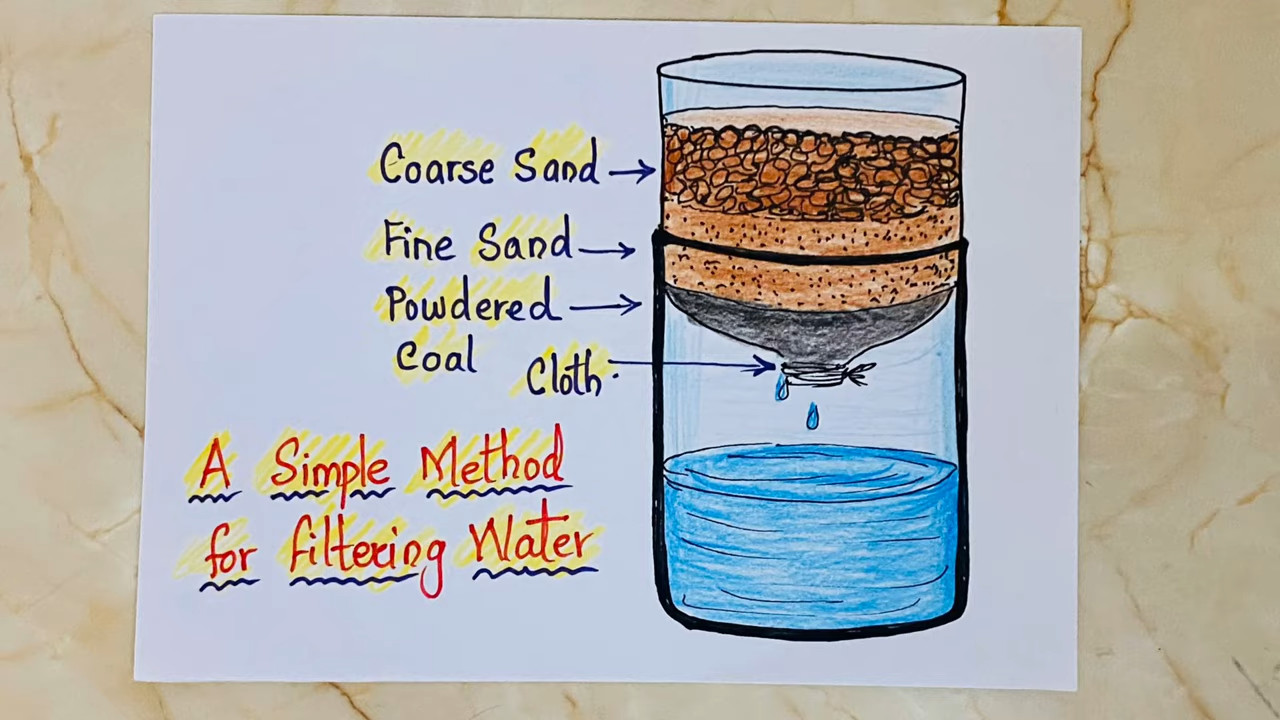 Coarse Sand
Fine Sand
Powdered
Coal
Cloth
A Simple Method
for filtering Water